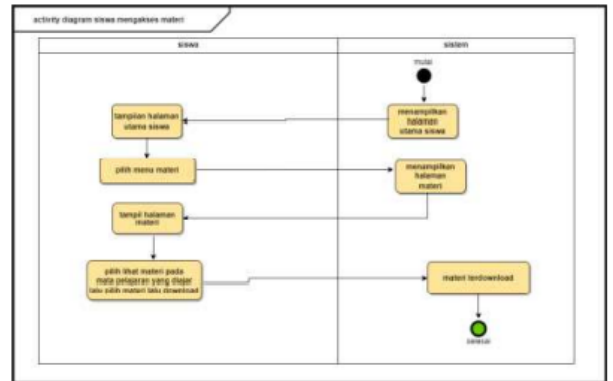 activity diagram siswa mengakses materi
siswa
sistem
mulai
menampilkan
halaman
utama siswa
tampilan halaman
utama siswa
pilih menu materi
menampilkan
halaman
materi
tampil halaman
materi
pilih lihat materi pada
mata pelajaran yang diajar
lalu pilih materi lalu download
materi terdownload
selesai